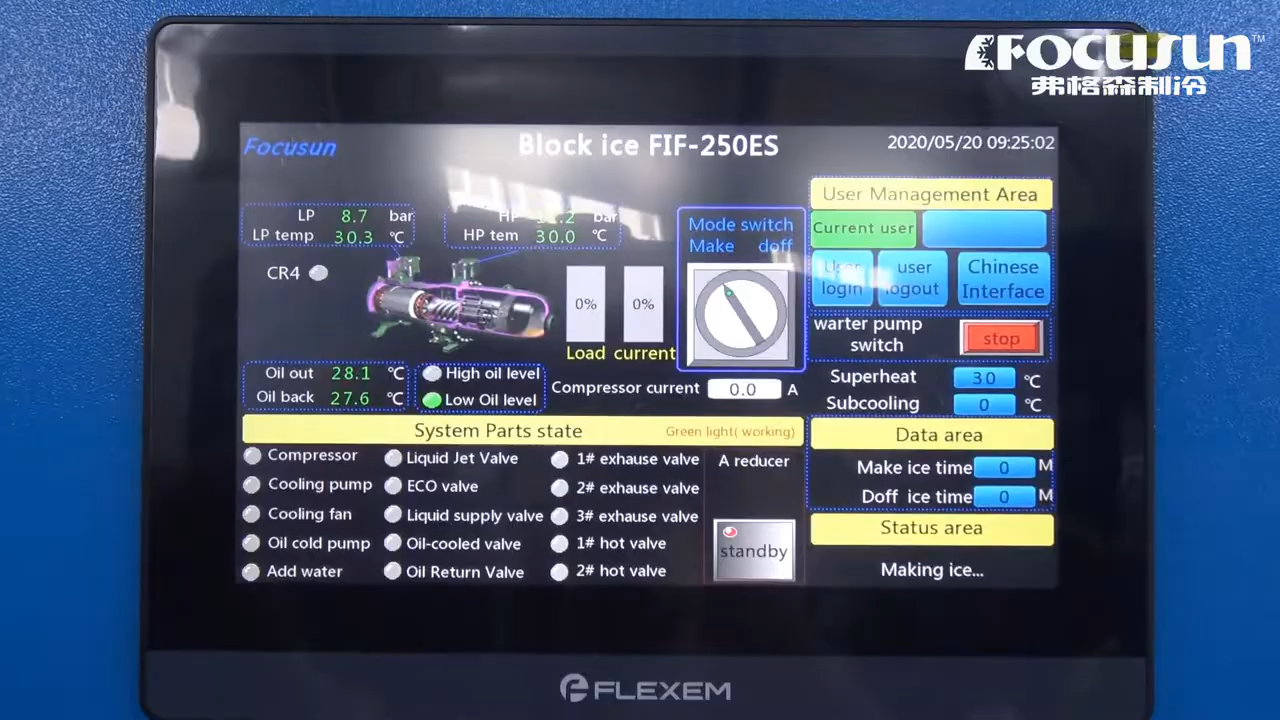 FOCUSUN™
弗格森制冷
Focusun
Block ice FIF-250ES
2020/05/20 09:25:02
LP 8.7 bar
LP temp 30.3 ℃
HP bar
HP tem 30.0 ℃
CR4
Mode switch
Make doff
0%
0%
Load current
Oil out 28.1 ℃
Oil back 27.6 ℃
High oil level
Low Oil level
Compressor current 0.0 A
User Management Area
Current user
User login
user logout
Chinese Interface
warter pump switch
stop
Superheat 30 ℃
Subcooling 0 ℃
System Parts state
Green light( working)
Compressor
Cooling pump
Cooling fan
Oil cold pump
Add water
Liquid Jet Valve
ECO valve
Liquid supply valve
Oil-cooled valve
Oil Return Valve
1# exhause valve
2# exhause valve
3# exhause valve
1# hot valve
2# hot valve
A reducer
standby
Data area
Make ice time 0 M
Doff ice time 0 M
Status area
Making ice...
FLEXEM